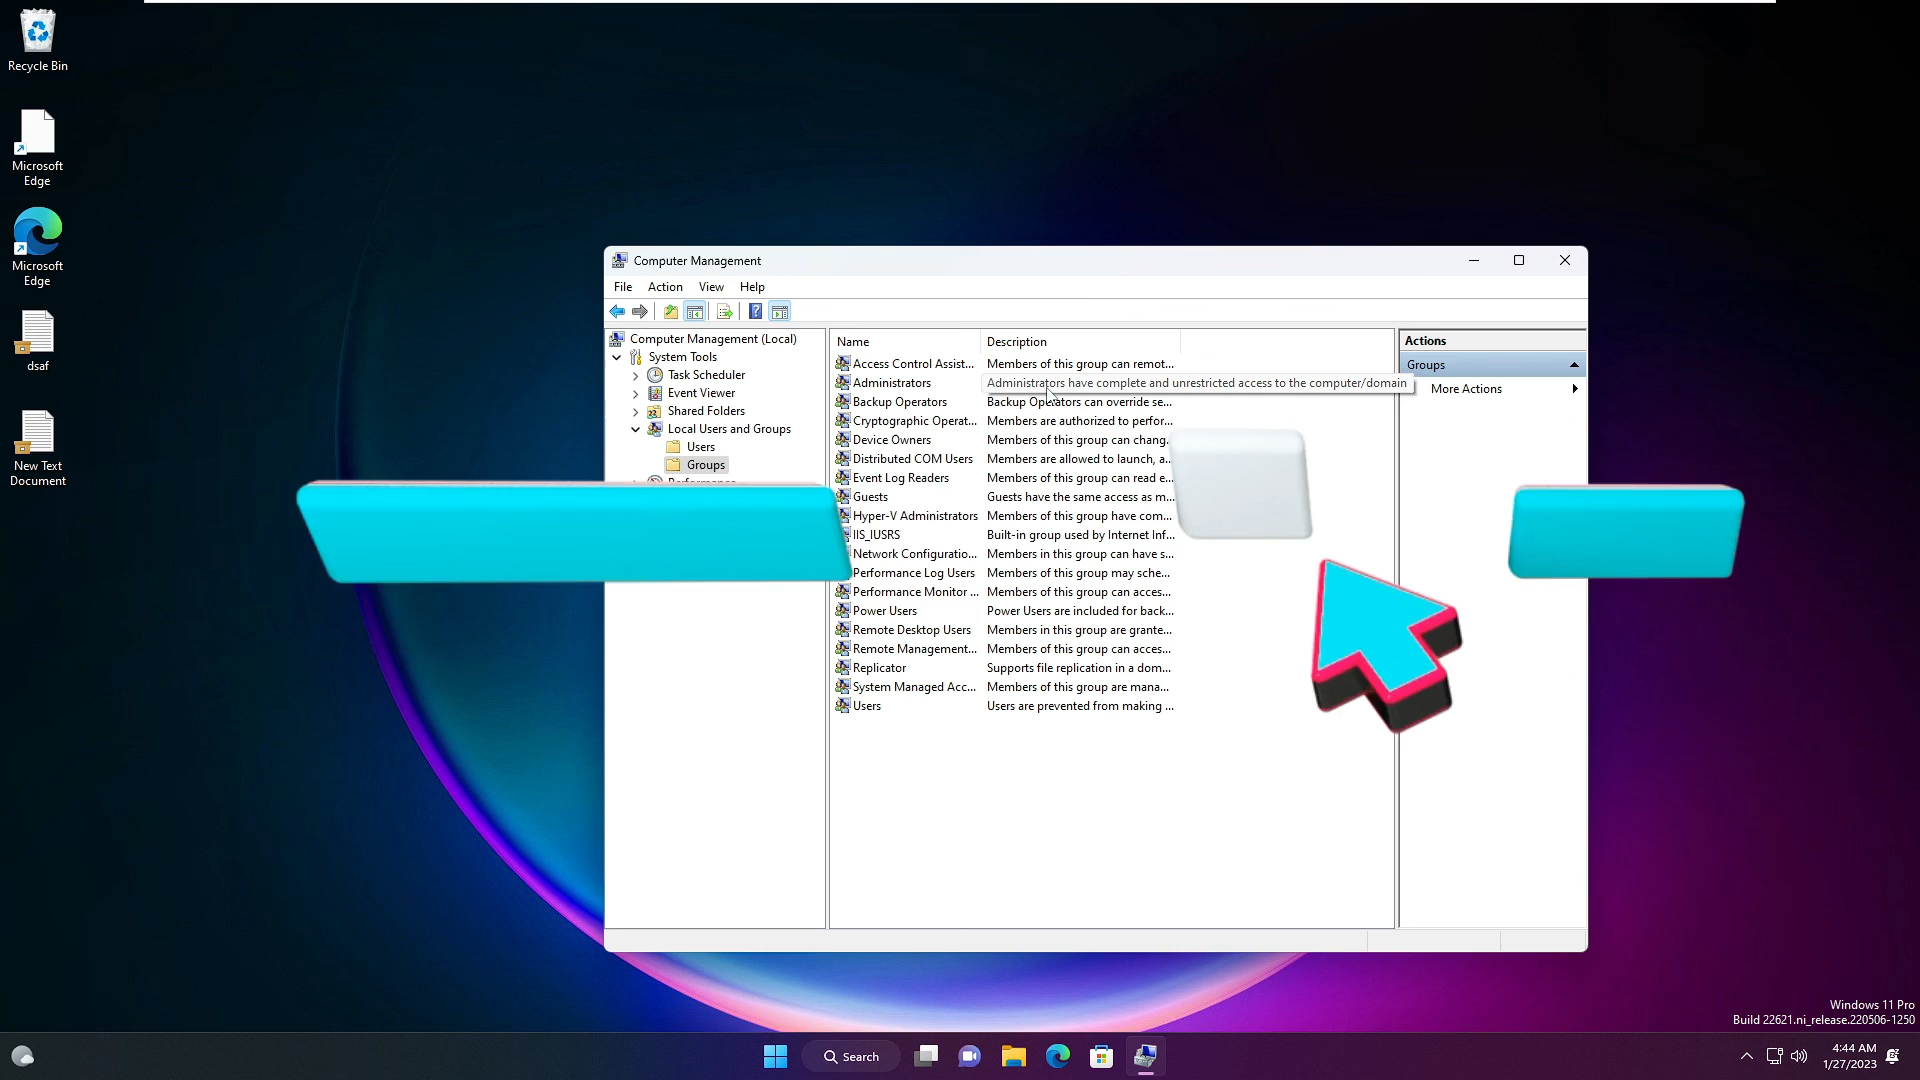 Recycle Bin
Microsoft
Edge
Microsoft
Edge
dsaf
New Text
Document
Computer Management
File Action View Help
Computer Management (Local)
System Tools
Task Scheduler
Event Viewer
Shared Folders
Local Users and Groups
Users
Groups
Name Description
Access Control Assist... Members of this group can remot...
Administrators Administrators have complete and unrestricted access to the computer/domain
Backup Operators Backup Operators can override se...
Cryptographic Operat... Members are authorized to perfor...
Device Owners Members of this group can chang...
Distributed COM Users Members are allowed to launch, a...
Event Log Readers Members of this group can read e...
Guests Guests have the same access as m...
Hyper-V Administrators Members of this group have com...
IIS_IUSRS Built-in group used by Internet Inf...
Network Configuratio... Members in this group can have s...
Performance Log Users Members of this group may sche...
Performance Monitor ... Members of this group can acces...
Power Users Power Users are included for back...
Remote Desktop Users Members in this group are grante...
Remote Management... Members of this group can acces...
Replicator Supports file replication in a dom...
System Managed Acc... Members of this group are mana...
Users Users are prevented from making ...
Actions
Groups
More Actions
Windows 11 Pro
Build 22621.ni_release.220506-1250
Search
4:44 AM
1/27/2023